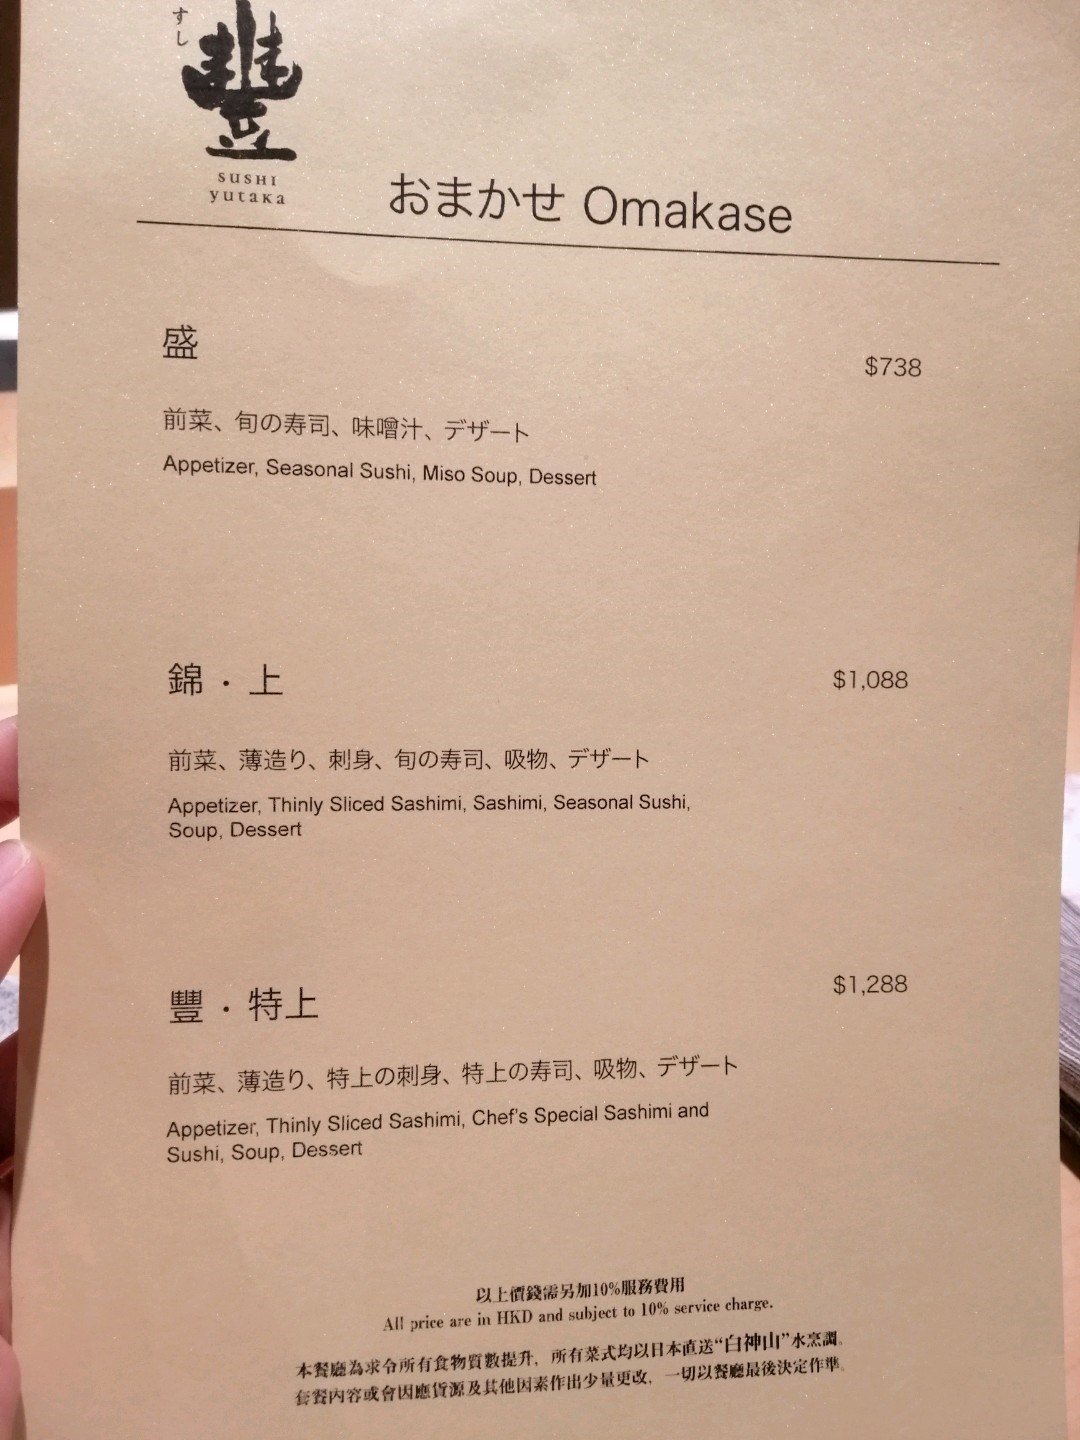 すし
豐
SUSHI
yutaka
おまかせ Omakase
盛
$738
前菜、旬の寿司、味噌汁、デザート
Appetizer, Seasonal Sushi, Miso Soup, Dessert
錦・上
$1,088
前菜、薄造り、刺身、旬の寿司、吸物、デザート
Appetizer, Thinly Sliced Sashimi, Sashimi, Seasonal Sushi,
Soup, Dessert
豐・特上
$1,288
前菜、薄造り、特上の刺身、特上の寿司、吸物、デザート
Appetizer, Thinly Sliced Sashimi, Chef's Special Sashimi and
Sushi, Soup, Dessert
以上價錢需另加10%服務費用
All price are in HKD and subject to 10% service charge.
本餐廳為求令所有食物質數提升，所有菜式均以日本直送“白神山”水烹調。
套餐內容或會因應貨源及其他因素作出少量更改，一切以餐廳最後決定作準。